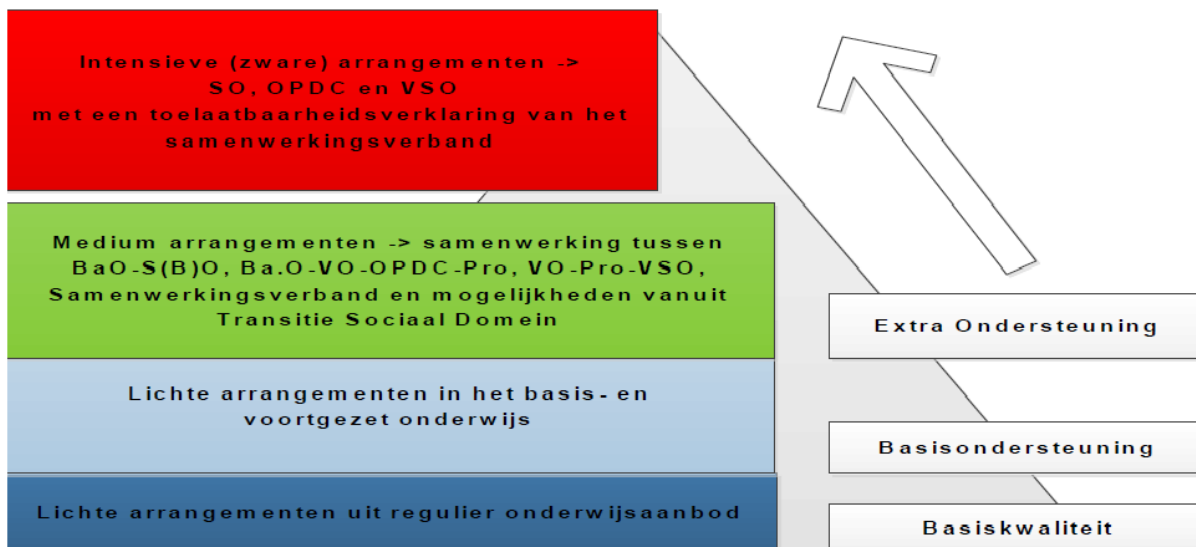 Intensieve (zware) arrangementen ->
SO, OPDC en VSO
met een toelaatbaarheidsverklaring van het
samenwerkingsverband
Medium arrangementen -> samenwerking tussen
BaO-S(B)O, Ba.O-VO-OPDC-Pro, VO-Pro-VSO,
Samenwerkingsverband en mogelijkheden vanuit
Transitie Sociaal Domein
Extra Ondersteuning
Lichte arrangementen in het basis- en
voortgezet onderwijs
Basisondersteuning
Lichte arrangementen uit regulier onderwijsaanbod
Basiskwaliteit